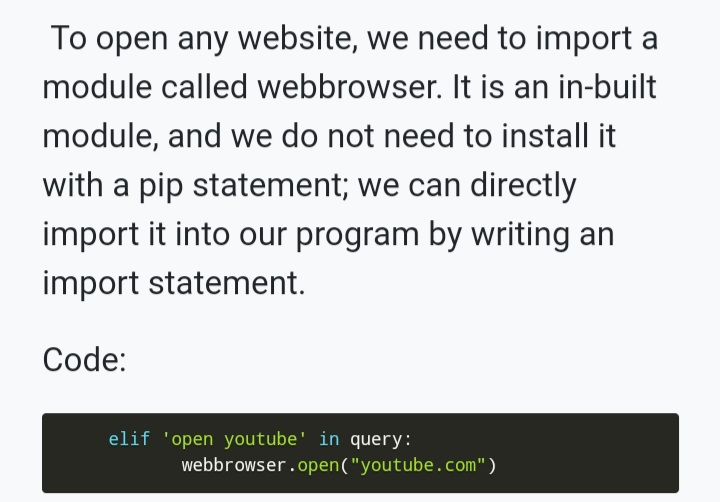 To open any website, we need to import a
module called webbrowser. It is an in-built
module, and we do not need to install it
with a pip statement; we can directly
import it into our program by writing an
import statement.
Code:
elif 'open youtube' in query:
webbrowser.open("youtube.com")